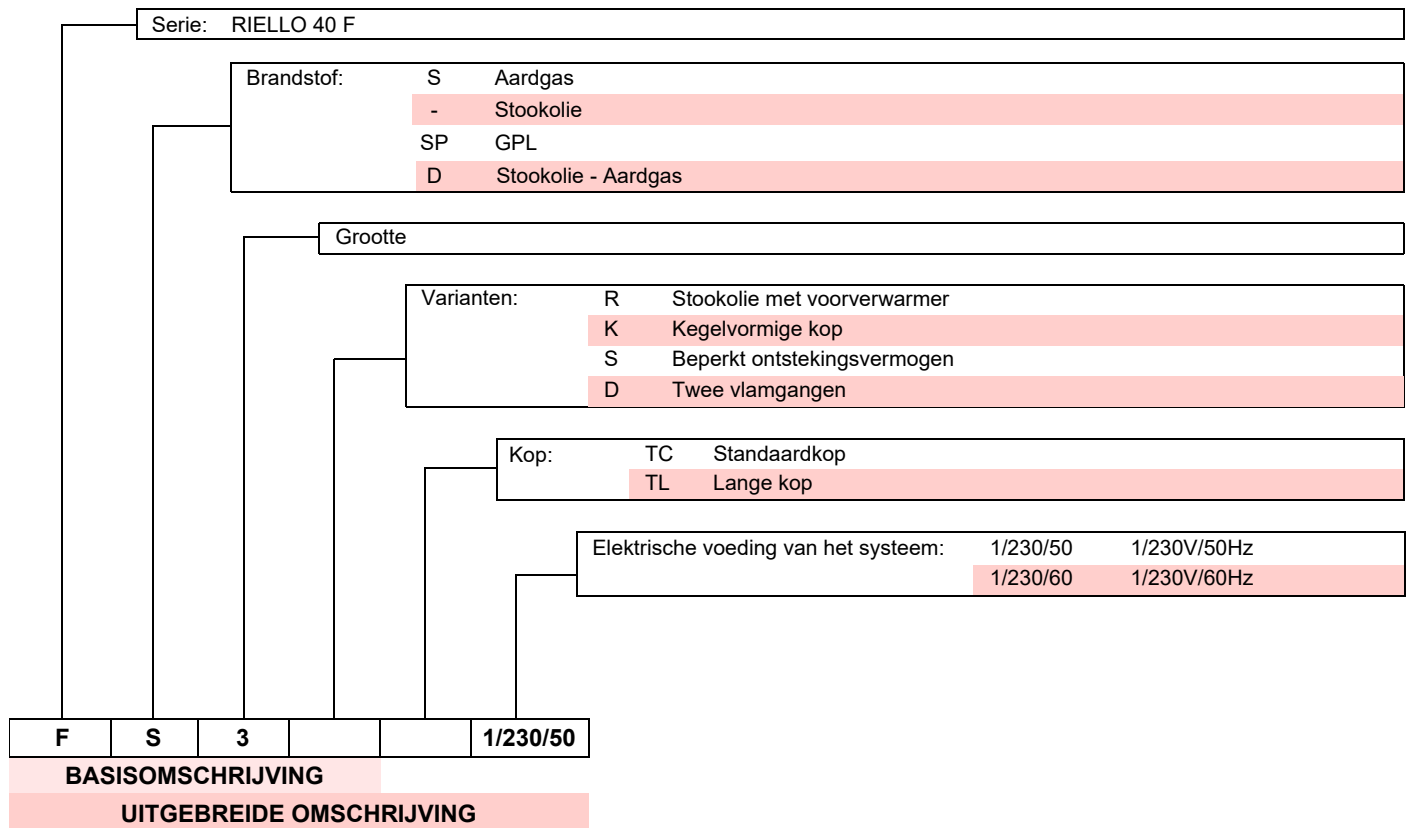 Serie: RIELLO 40 F
Brandstof: S Aardgas
- Stookolie
SP GPL
D Stookolie - Aardgas
Grootte
Varianten: R Stookolie met voorverwarmer
K Kegelvormige kop
S Beperkt ontstekingsvermogen
D Twee vlamgangen
Kop: TC Standaardkop
TL Lange kop
Elektrische voeding van het systeem: 1/230/50 1/230V/50Hz
1/230/60 1/230V/60Hz
F S 3 1/230/50
BASISOMSCHRIJVING
UITGEBREIDE OMSCHRIJVING